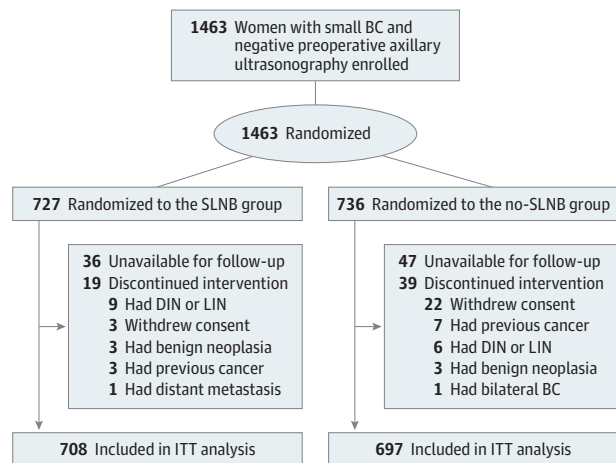 1463 Women with small BC and
negative preoperative axillary
ultrasonography enrolled
1463 Randomized
727 Randomized to the SLNB group
36 Unavailable for follow-up
19 Discontinued intervention
9 Had DIN or LIN
3 Withdrew consent
3 Had benign neoplasia
3 Had previous cancer
1 Had distant metastasis
708 Included in ITT analysis
736 Randomized to the no-SLNB group
47 Unavailable for follow-up
39 Discontinued intervention
22 Withdrew consent
7 Had previous cancer
6 Had DIN or LIN
3 Had benign neoplasia
1 Had bilateral BC
697 Included in ITT analysis